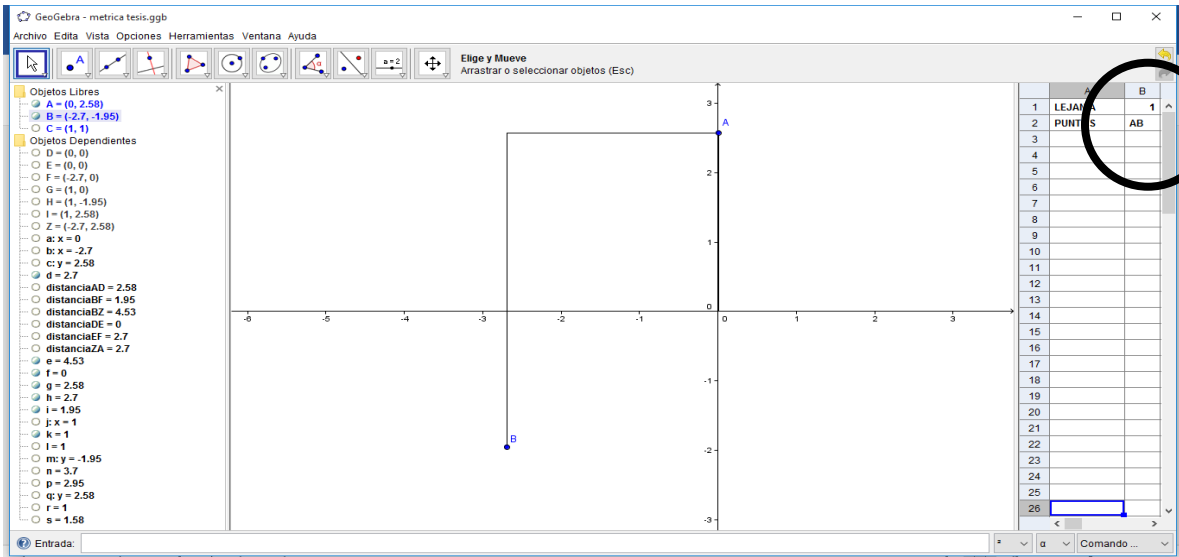 GeoGebra - metrica tesis.ggb
Archivo Edita Vista Opciones Herramientas Ventana Ayuda
A
α
a=2
Elige y Mueve
Arrastrar o seleccionar objetos (Esc)
Objetos Libres
A = (0, 2.58)
B = (-2.7, -1.95)
C = (1, 1)
Objetos Dependientes
D = (0, 0)
E = (0, 0)
F = (-2.7, 0)
G = (1, 0)
H = (1, -1.95)
I = (1, 2.58)
Z = (-2.7, 2.58)
a: x = 0
b: x = -2.7
c: y = 2.58
d = 2.7
distanciaAD = 2.58
distanciaBF = 1.95
distanciaBZ = 4.53
distanciaDE = 0
distanciaEF = 2.7
distanciaZA = 2.7
e = 4.53
f = 0
g = 2.58
h = 2.7
i = 1.95
j: x = 1
k = 1
l = 1
m: y = -1.95
n = 3.7
p = 2.95
q: y = 2.58
r = 1
s = 1.58
3
A
2
1
0
-6 -5 -4 -3 -2 -1 0 1 2 3
-1
B
-2
-3
A B
1 LEJANIA 1
2 PUNTOS AB
3
4
5
6
7
8
9
10
11
12
13
14
15
16
17
18
19
20
21
22
23
24
25
26
Entrada:
α
Comando ...